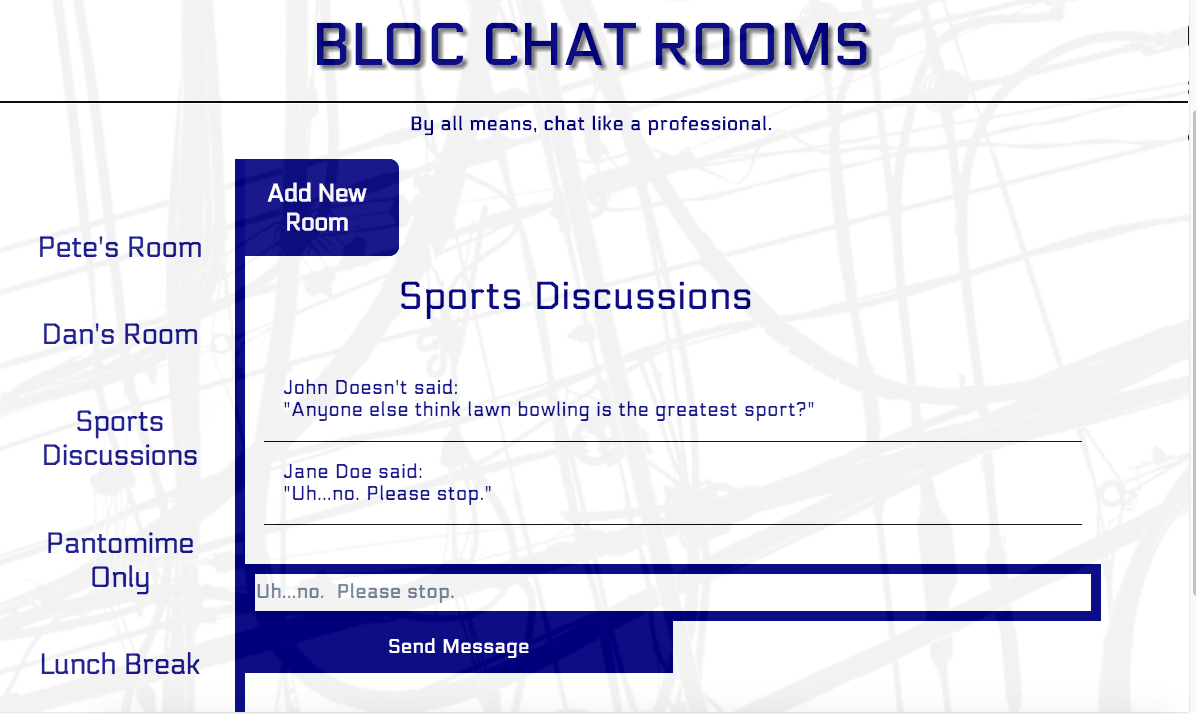 BLOC CHAT ROOMS
By all means, chat like a professional.
Add New
Room
Pete's Room
Dan's Room
Sports
Discussions
Pantomime
Only
Lunch Break
Sports Discussions
John Doesn't said:
"Anyone else think lawn bowling is the greatest sport?"
Jane Doe said:
"Uh...no. Please stop."
Uh...no.  Please stop.
Send Message